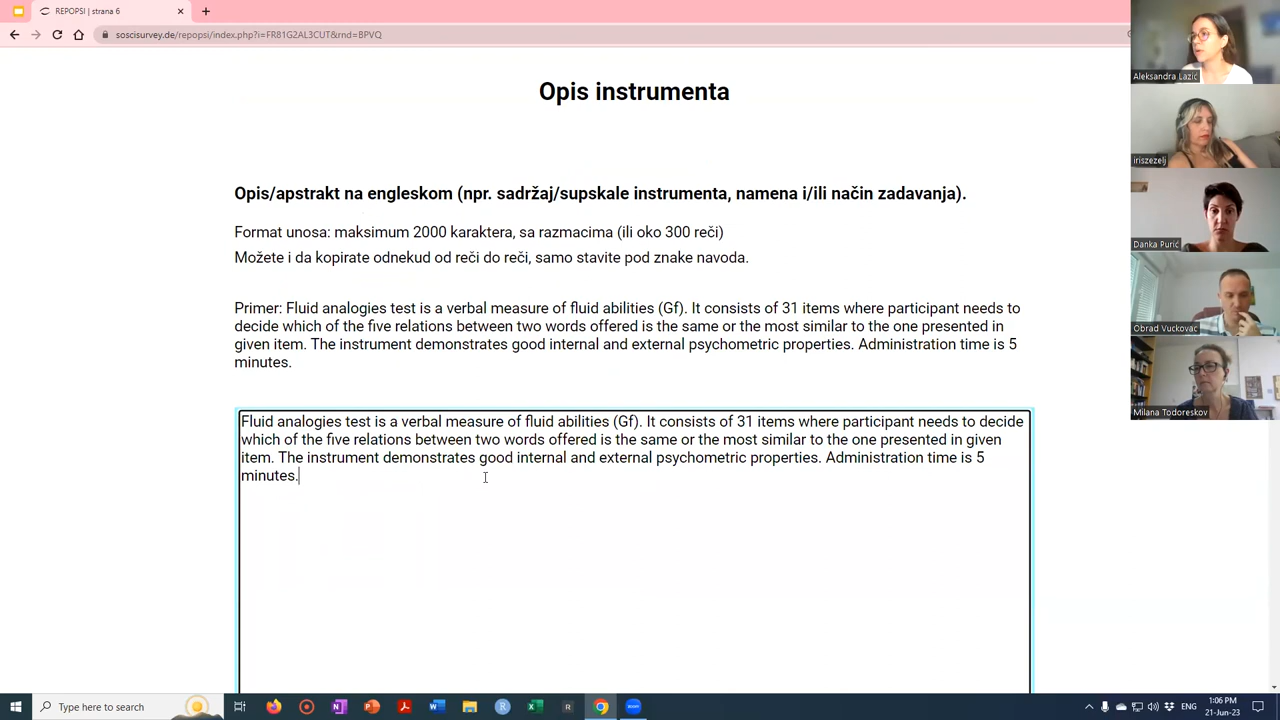 REPOPSI | strana 6
soscisurvey.de/repopsi/index.php?i=FR81G2AL3CUT&rnd=BPVQ
Opis instrumenta
Opis/apstrakt na engleskom (npr. sadržaj/supskale instrumenta, namena i/ili način zadavanja).
Format unosa: maksimum 2000 karaktera, sa razmacima (ili oko 300 reči)
Možete i da kopirate odnekud od reči do reči, samo stavite pod znake navoda.
Primer: Fluid analogies test is a verbal measure of fluid abilities (Gf). It consists of 31 items where participant needs to
decide which of the five relations between two words offered is the same or the most similar to the one presented in
given item. The instrument demonstrates good internal and external psychometric properties. Administration time is 5
minutes.
Fluid analogies test is a verbal measure of fluid abilities (Gf). It consists of 31 items where participant needs to decide
which of the five relations between two words offered is the same or the most similar to the one presented in given
item. The instrument demonstrates good internal and external psychometric properties. Administration time is 5
minutes.
Aleksandra Lazić
iriszezelj
Danka Purić
Obrad Vuckovac
Milana Todoreskov
Type here to search
ENG
1:06 PM
21-Jun-23